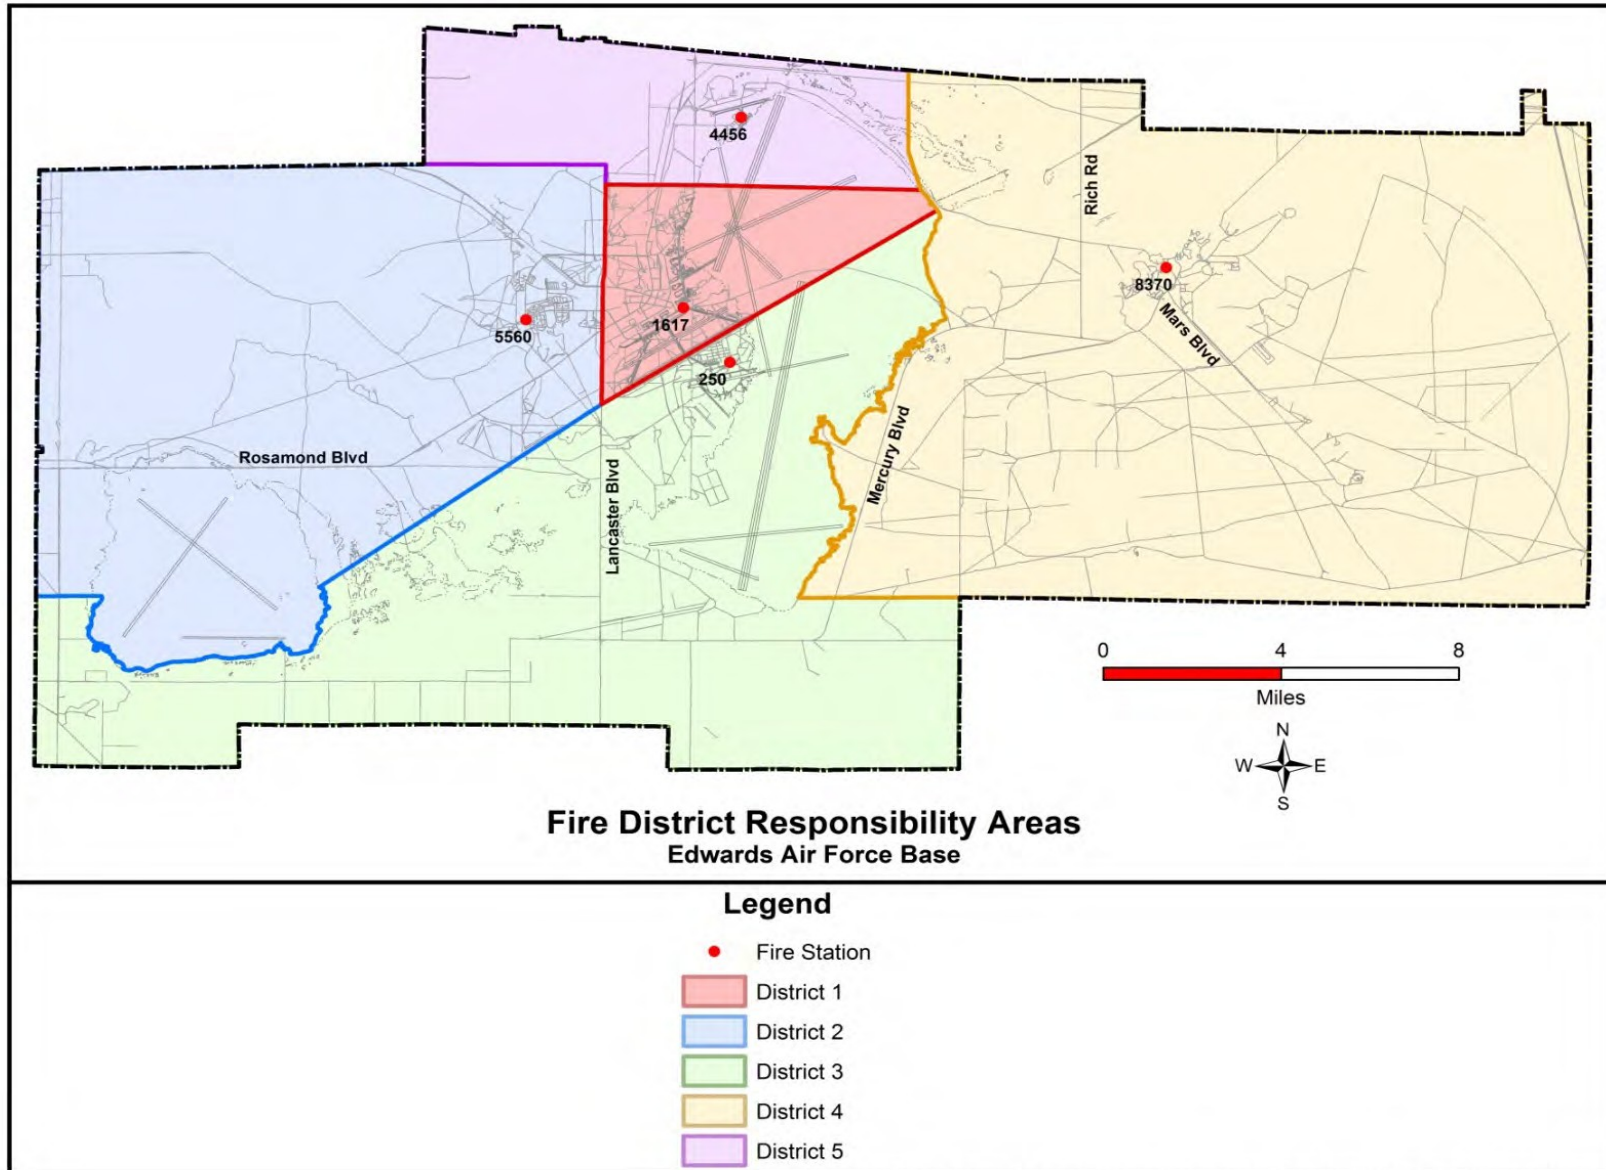 4456
Rich Rd
8370
5560
1617
Mars Blvd
250
Mercury Blvd
Rosamond Blvd
Lancaster Blvd
0 4 8
Miles
N
W E
S
Fire District Responsibility Areas
Edwards Air Force Base
Legend
Fire Station
District 1
District 2
District 3
District 4
District 5